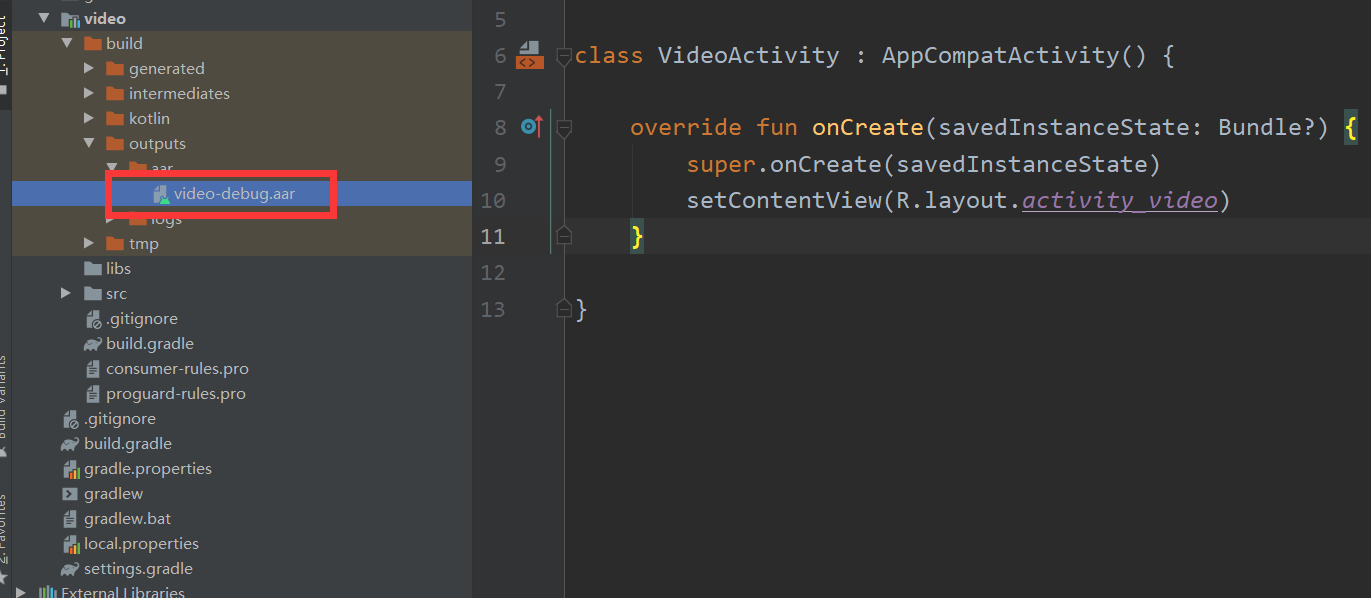 1: Project
video
build
generated
intermediates
kotlin
outputs
aar
video-debug.aar
logs
tmp
libs
src
.gitignore
build.gradle
consumer-rules.pro
proguard-rules.pro
.gitignore
build.gradle
gradle.properties
gradlew
gradlew.bat
local.properties
settings.gradle
External Libraries
Build Variants
2: Favorites
5
6 class VideoActivity : AppCompatActivity() {
7
8 override fun onCreate(savedInstanceState: Bundle?) {
9 super.onCreate(savedInstanceState)
10 setContentView(R.layout.activity_video)
11 }
12
13 }